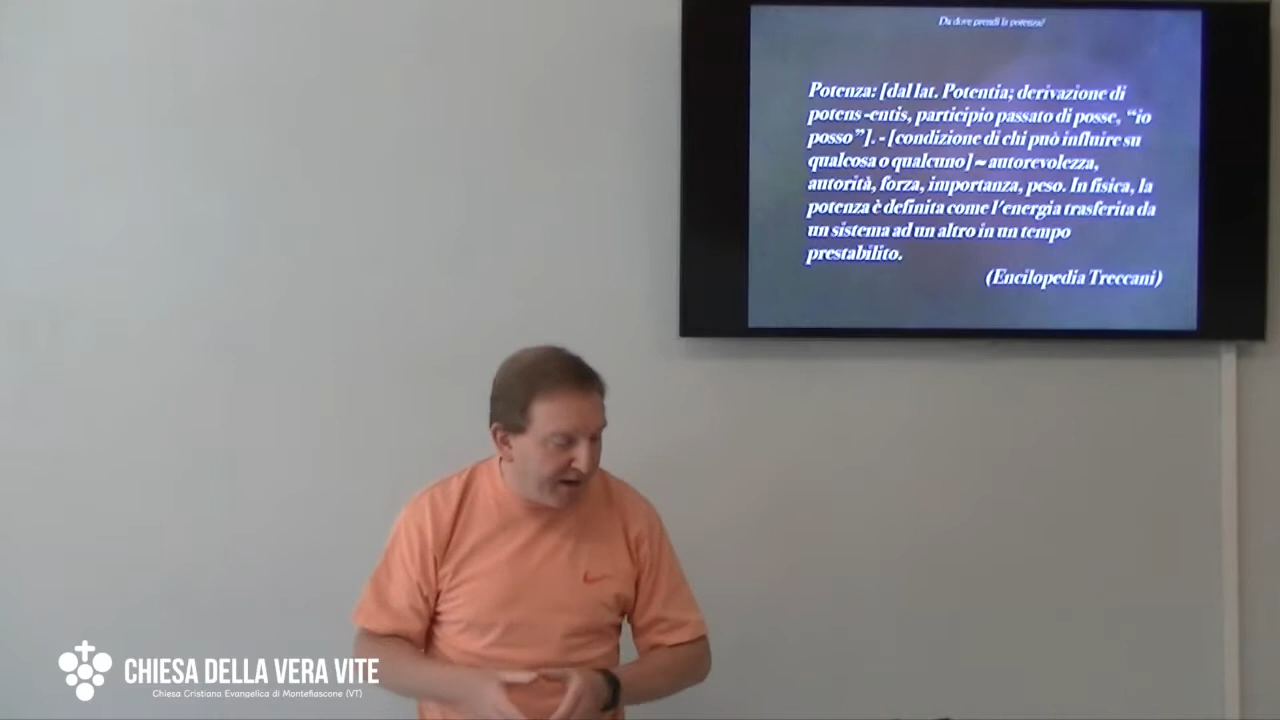 Da dove prendi la potenza?
Potenza: [dal lat. Potentia; derivazione di
potens -entis, participio passato di posse, “io
posso”]. - [condizione di chi può influire su
qualcosa o qualcuno] ~ autorevolezza,
autorità, forza, importanza, peso. In fisica, la
potenza è definita come l'energia trasferita da
un sistema ad un altro in un tempo
prestabilito.
(Encilopedia Treccani)
CHIESA DELLA VERA VITE
Chiesa Cristiana Evangelica di Montefiascone (VT)